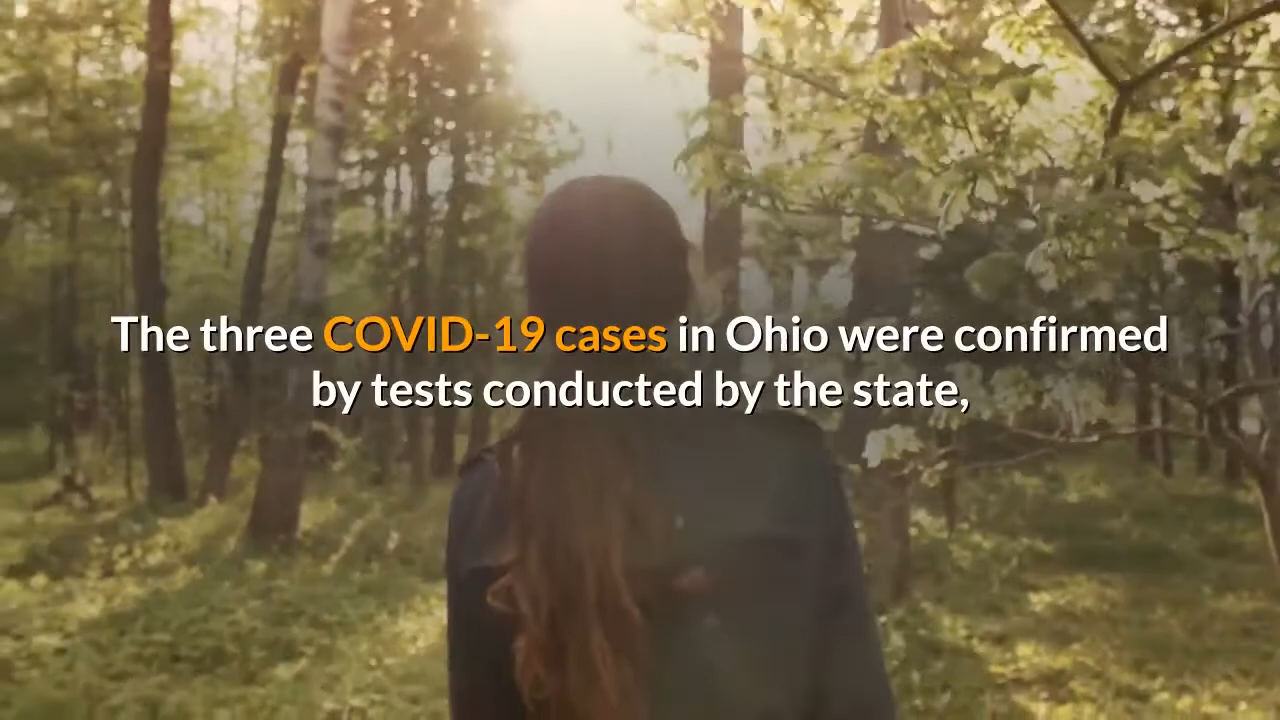 The three COVID-19 cases in Ohio were confirmed
by tests conducted by the state,